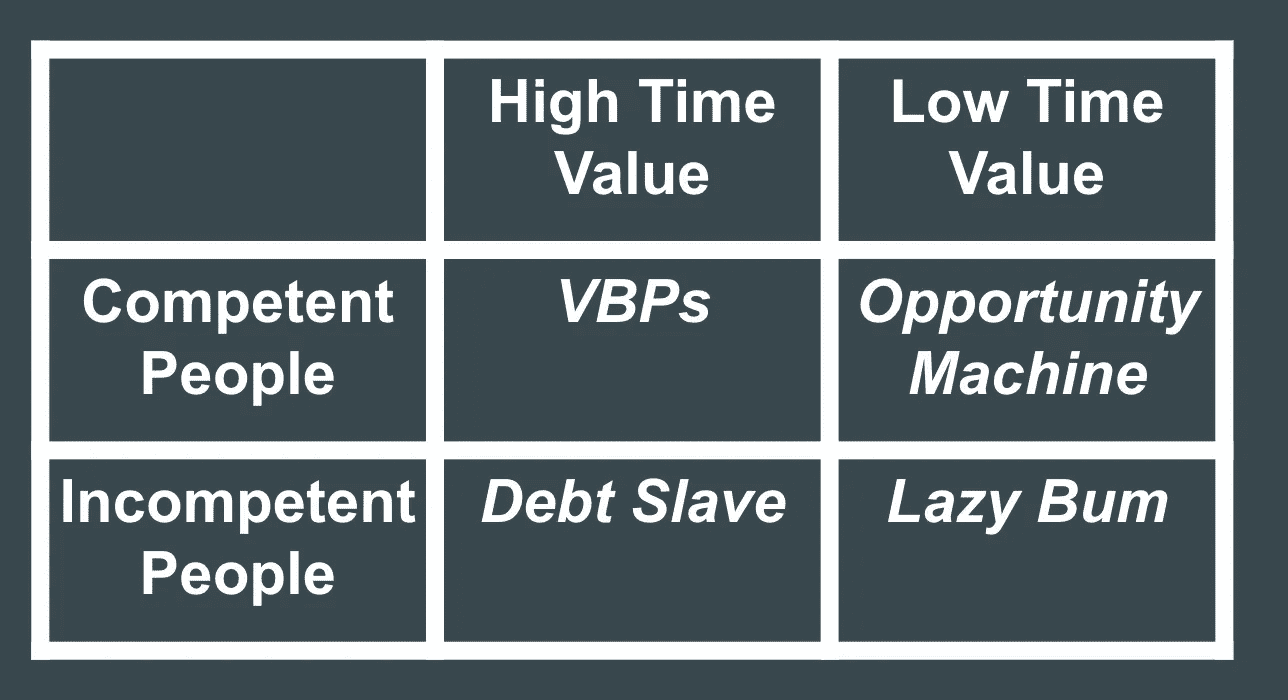 High Time
Value
Low Time
Value
Competent
People
VBPs
Opportunity
Machine
Incompetent
People
Debt Slave
Lazy Bum